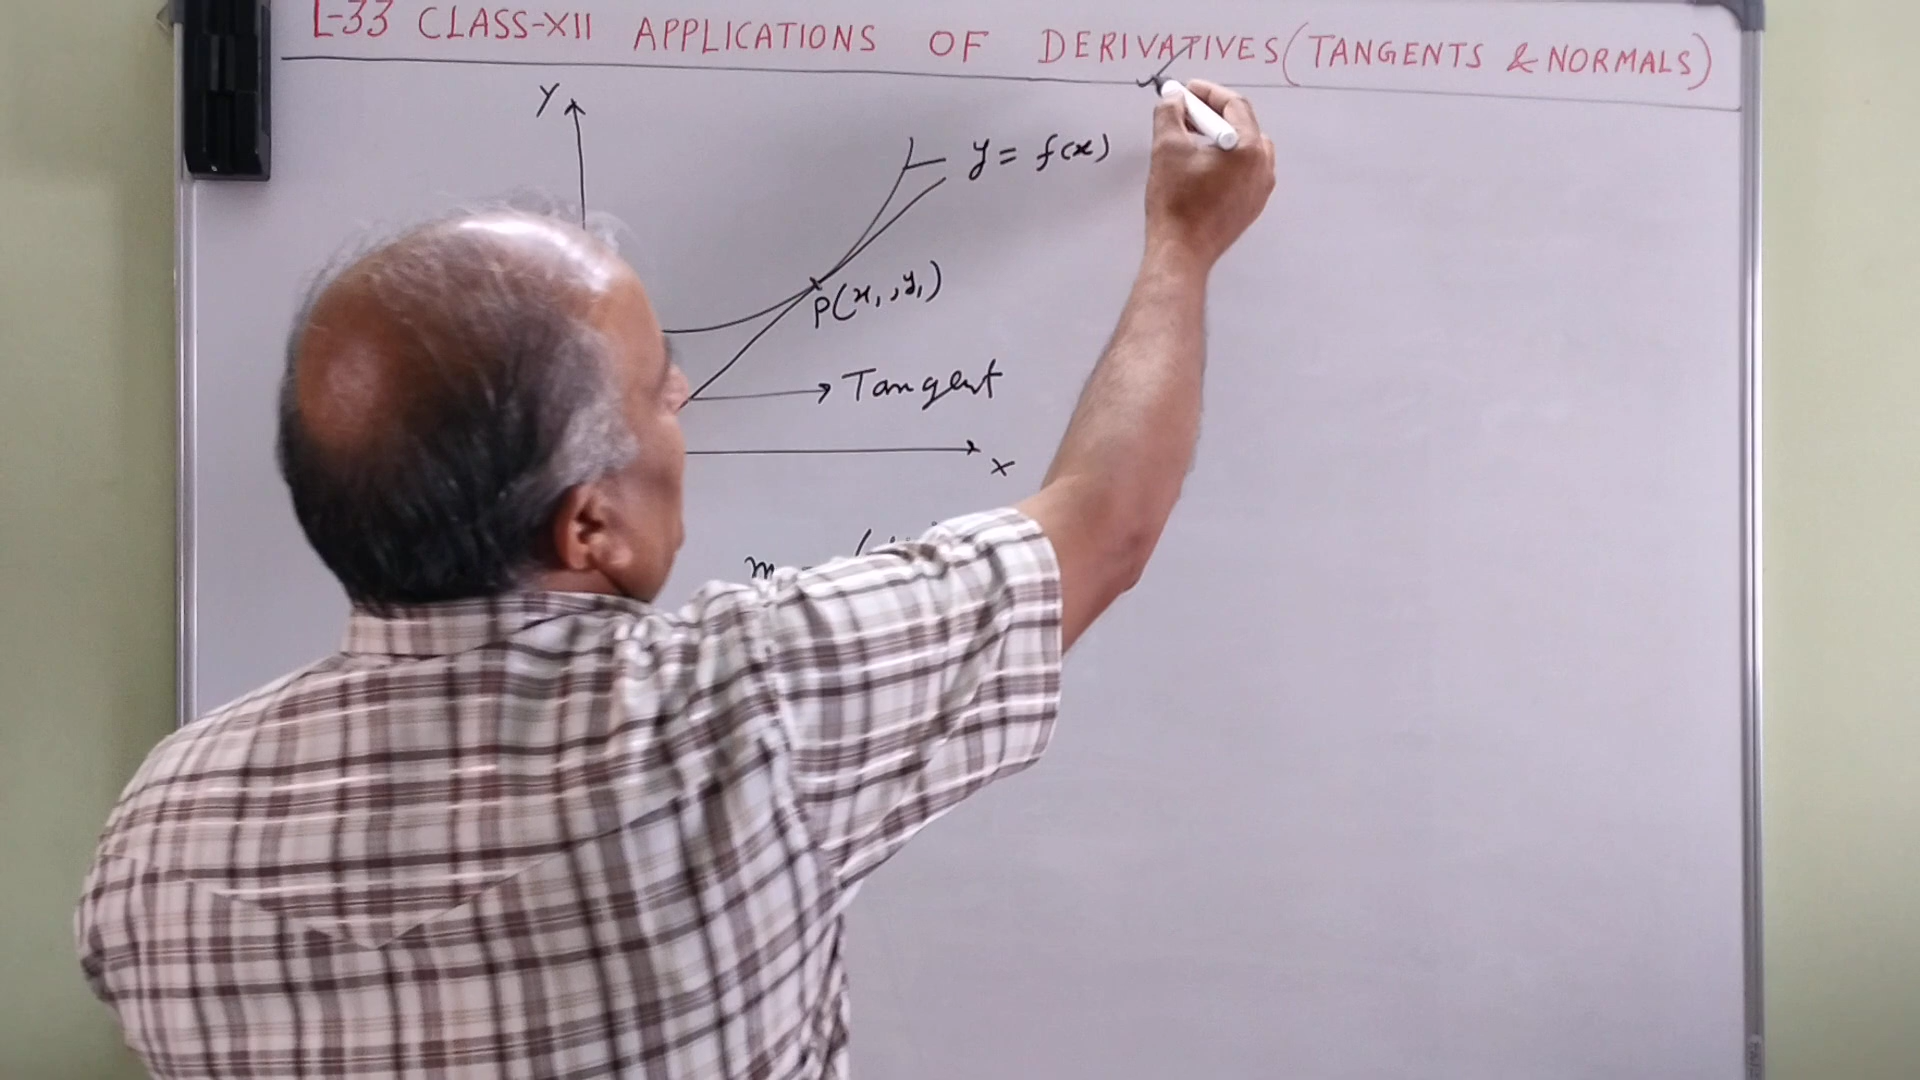 L-33 CLASS-XII APPLICATIONS OF DERIVATIVES (TANGENTS & NORMALS)
Y
y = f(x)
P(x₁, y₁)
Tangent
x
m